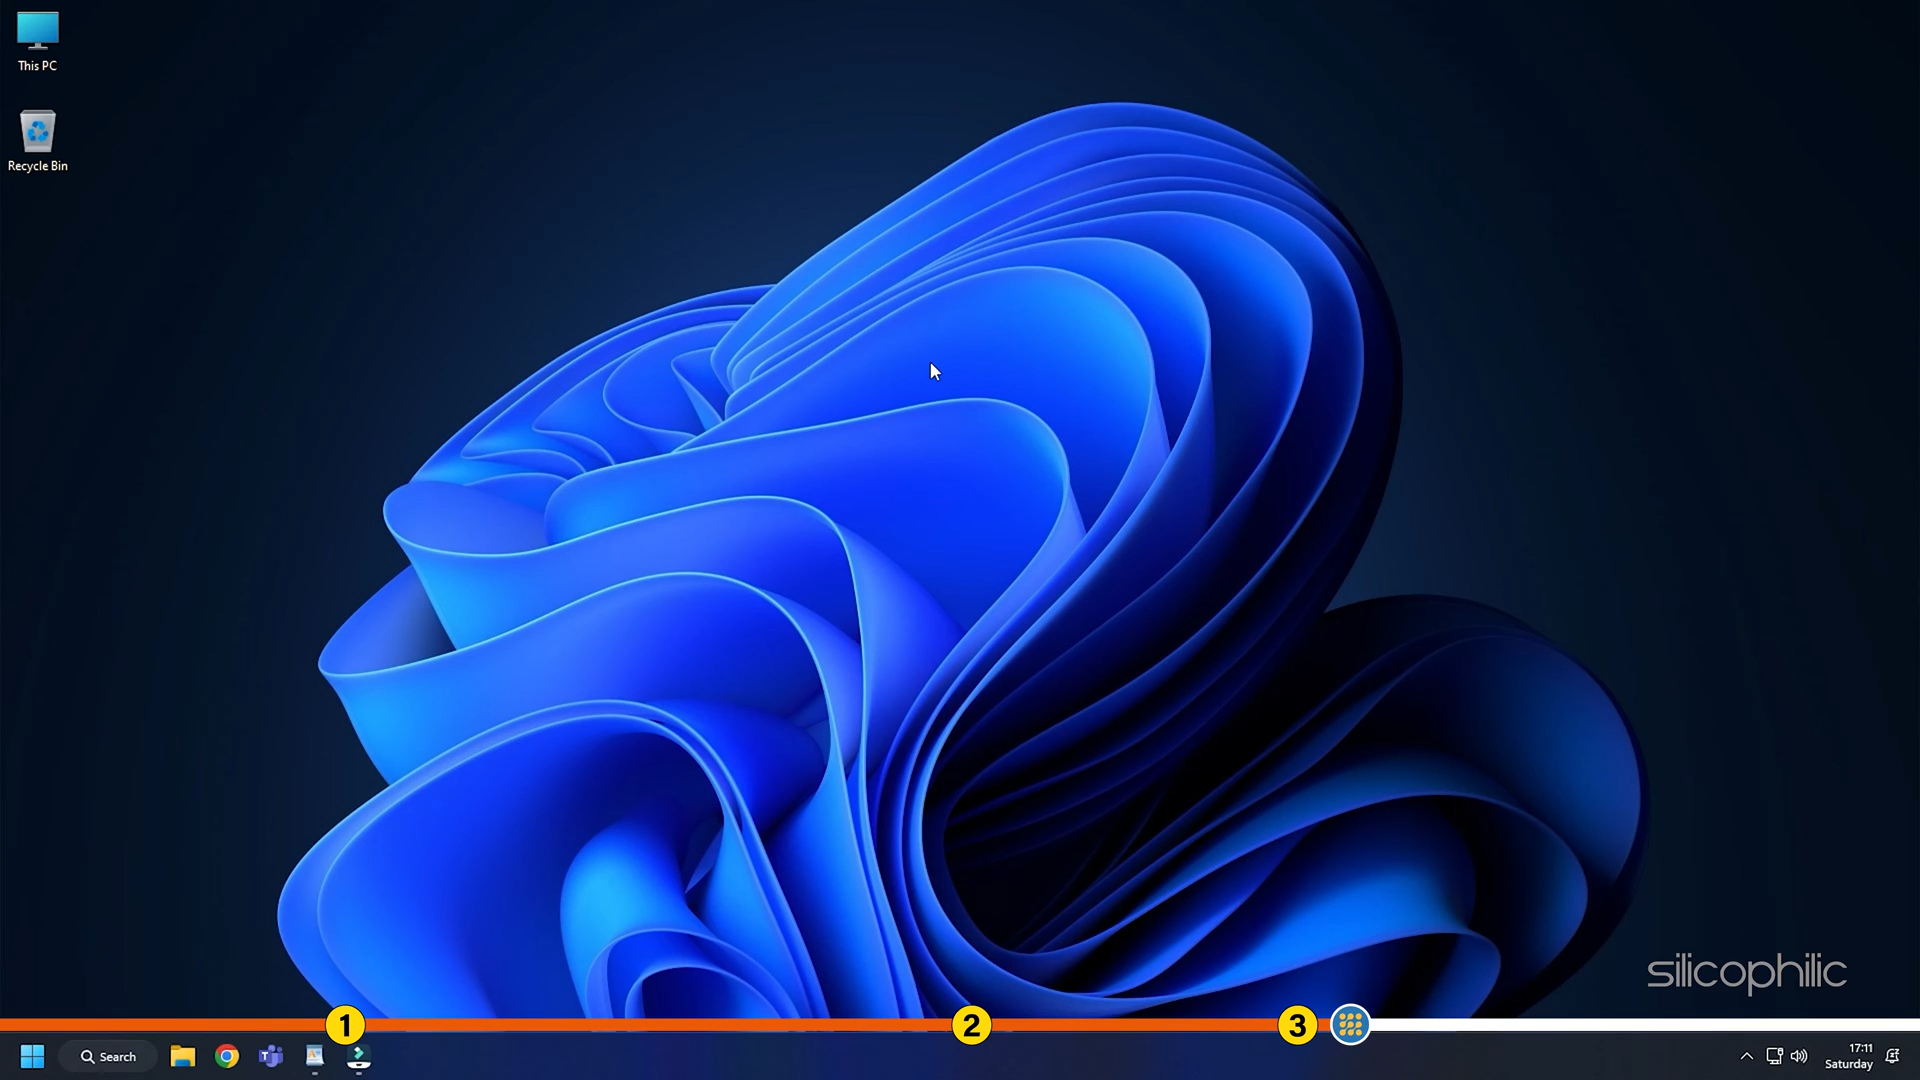 This PC
Recycle Bin
silicophilic
1
2
3
Search
17:11
Saturday